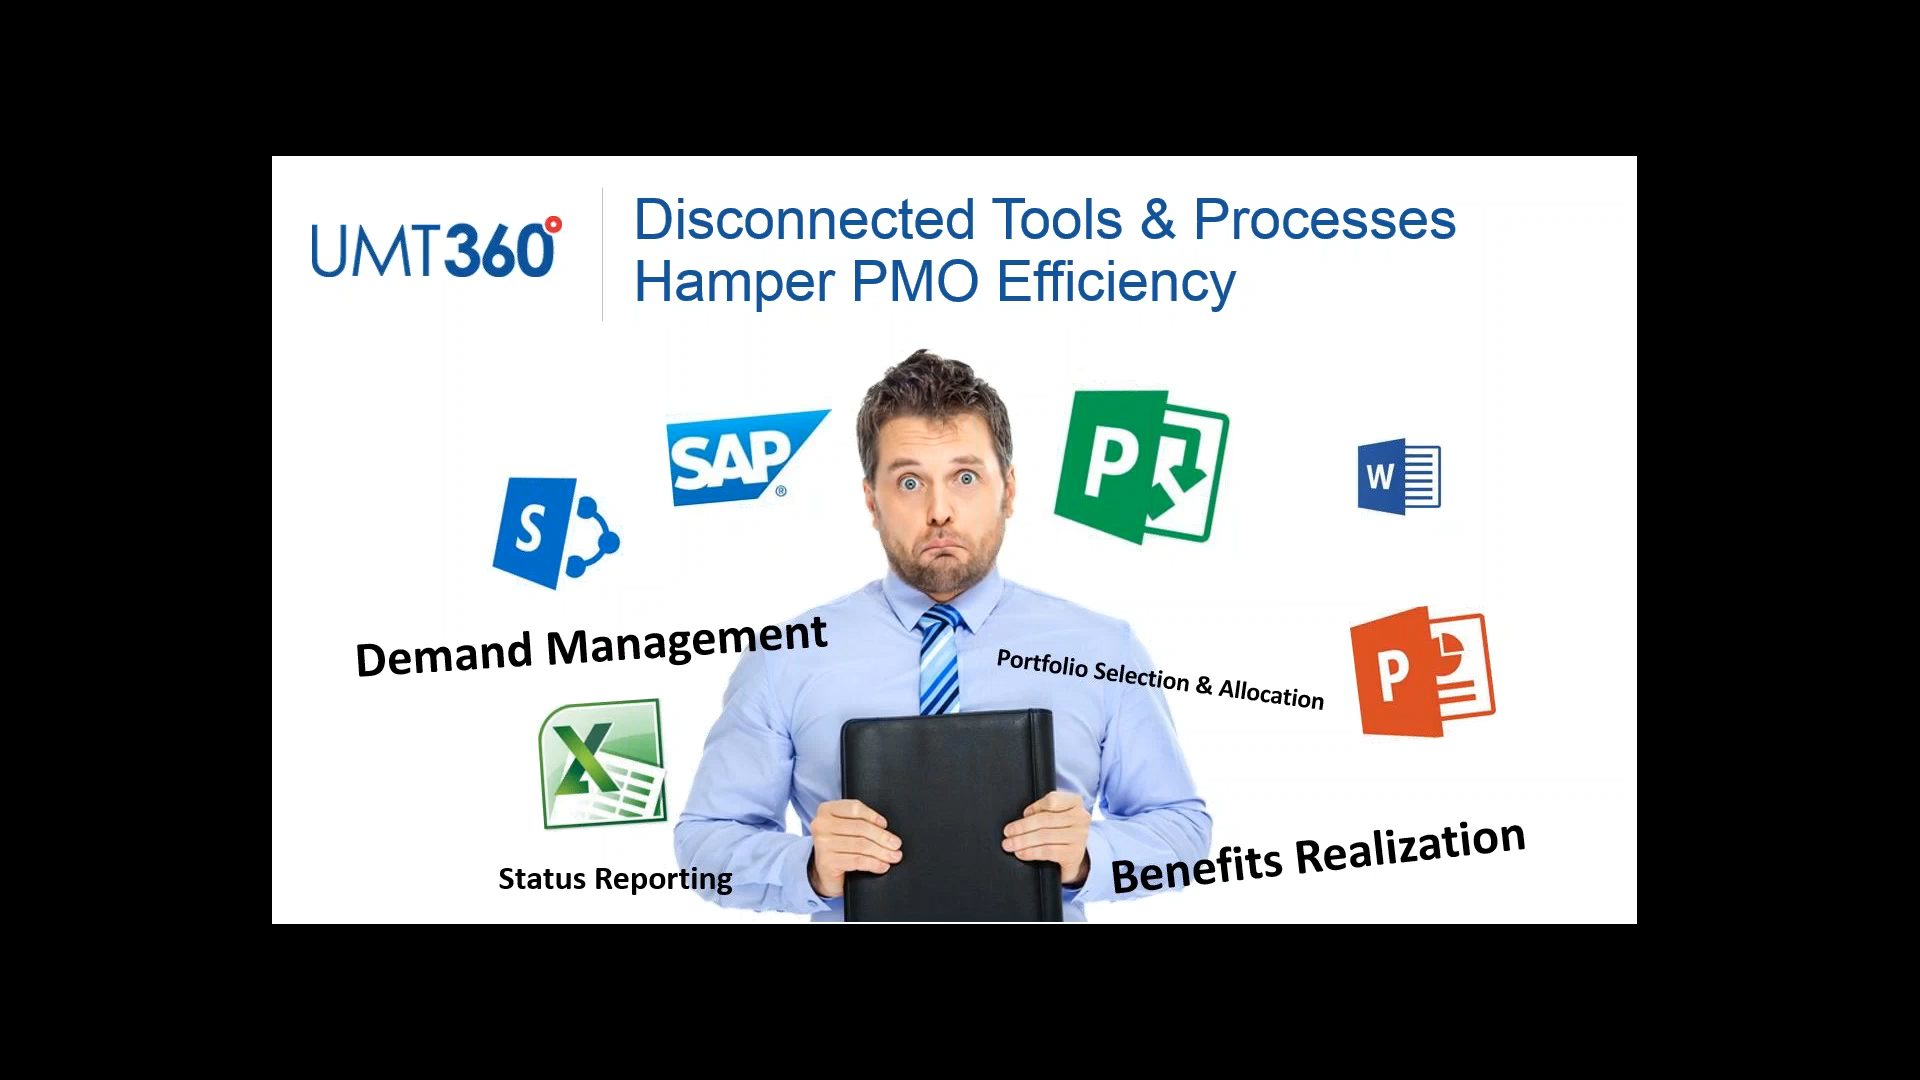 UMT360
Disconnected Tools & Processes
Hamper PMO Efficiency
SAP
®
P
W
S
Demand Management
Portfolio Selection & Allocation
P
X
Status Reporting
Benefits Realization